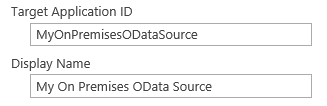 Target Application ID
MyOnPremisesODataSource
Display Name
My On Premises OData Source